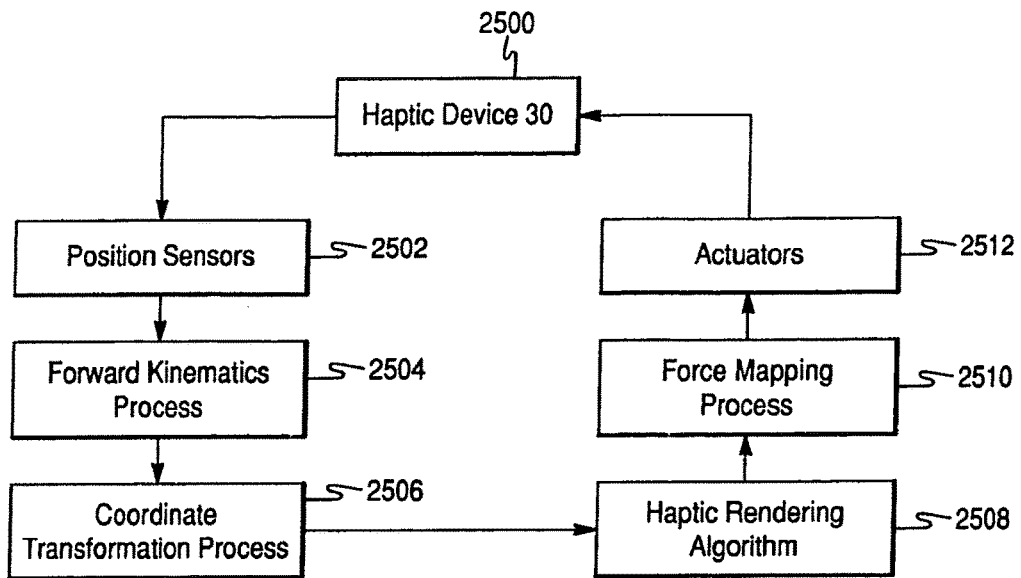 2500
Haptic Device 30
Position Sensors
2502
Actuators
2512
Forward Kinematics
Process
2504
Force Mapping
Process
2510
Coordinate
Transformation Process
2506
Haptic Rendering
Algorithm
2508